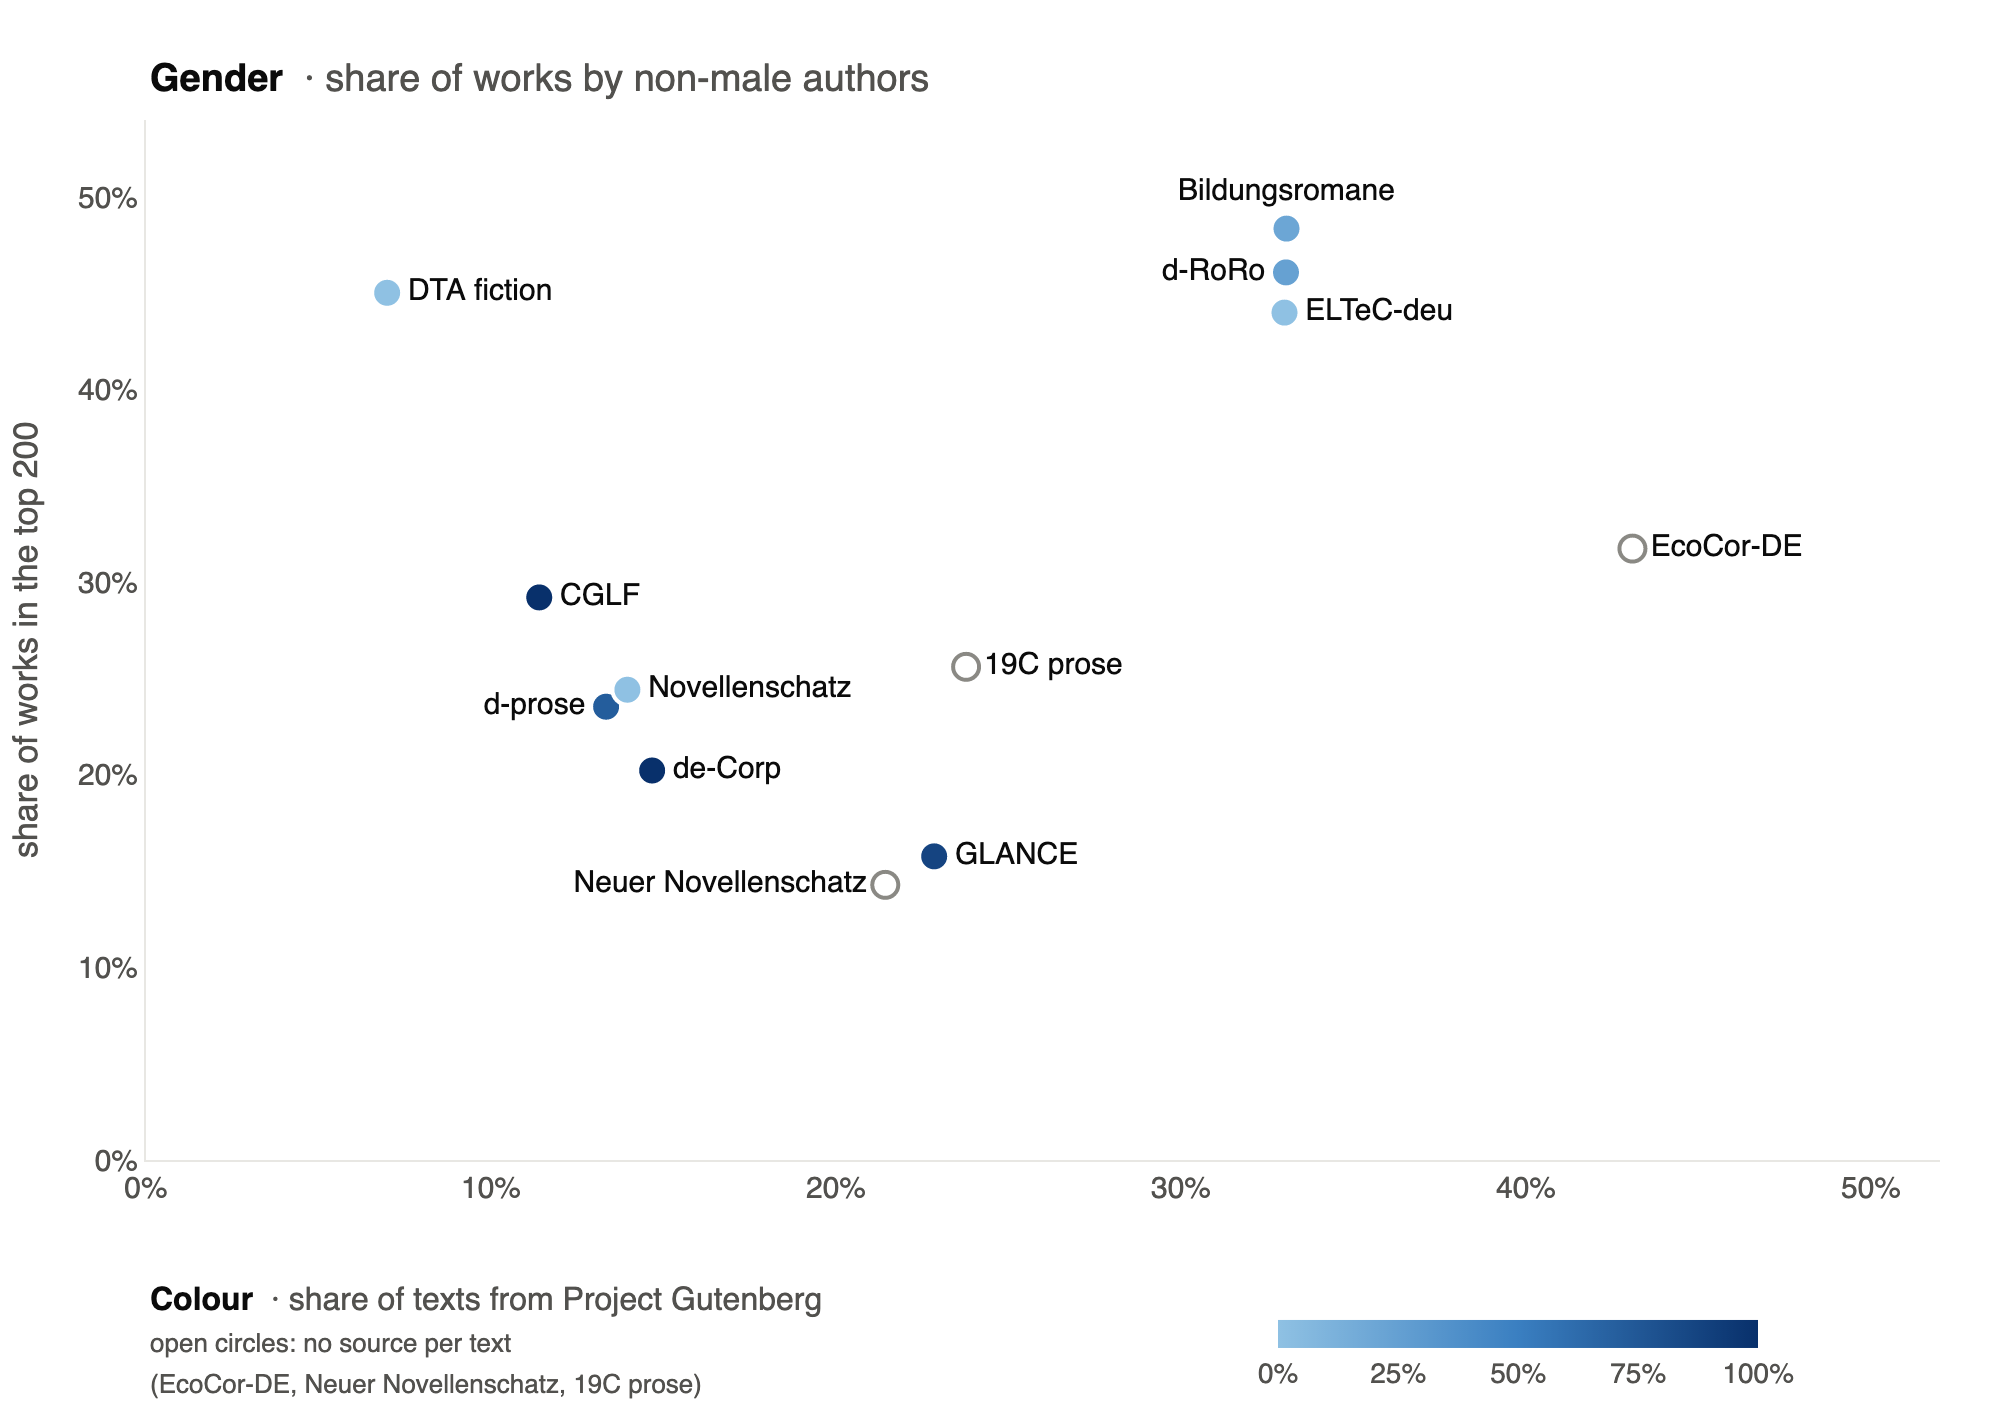 Gender · share of works by non-male authors
share of works in the top 200
50%
40%
30%
20%
10%
0%
Bildungsromane
d-RoRo
ELTeC-deu
DTA fiction
EcoCor-DE
CGLF
19C prose
Novellenschatz
d-prose
de-Corp
GLANCE
Neuer Novellenschatz
0% 10% 20% 30% 40% 50%
Colour · share of texts from Project Gutenberg
open circles: no source per text
(EcoCor-DE, Neuer Novellenschatz, 19C prose)
0% 25% 50% 75% 100%